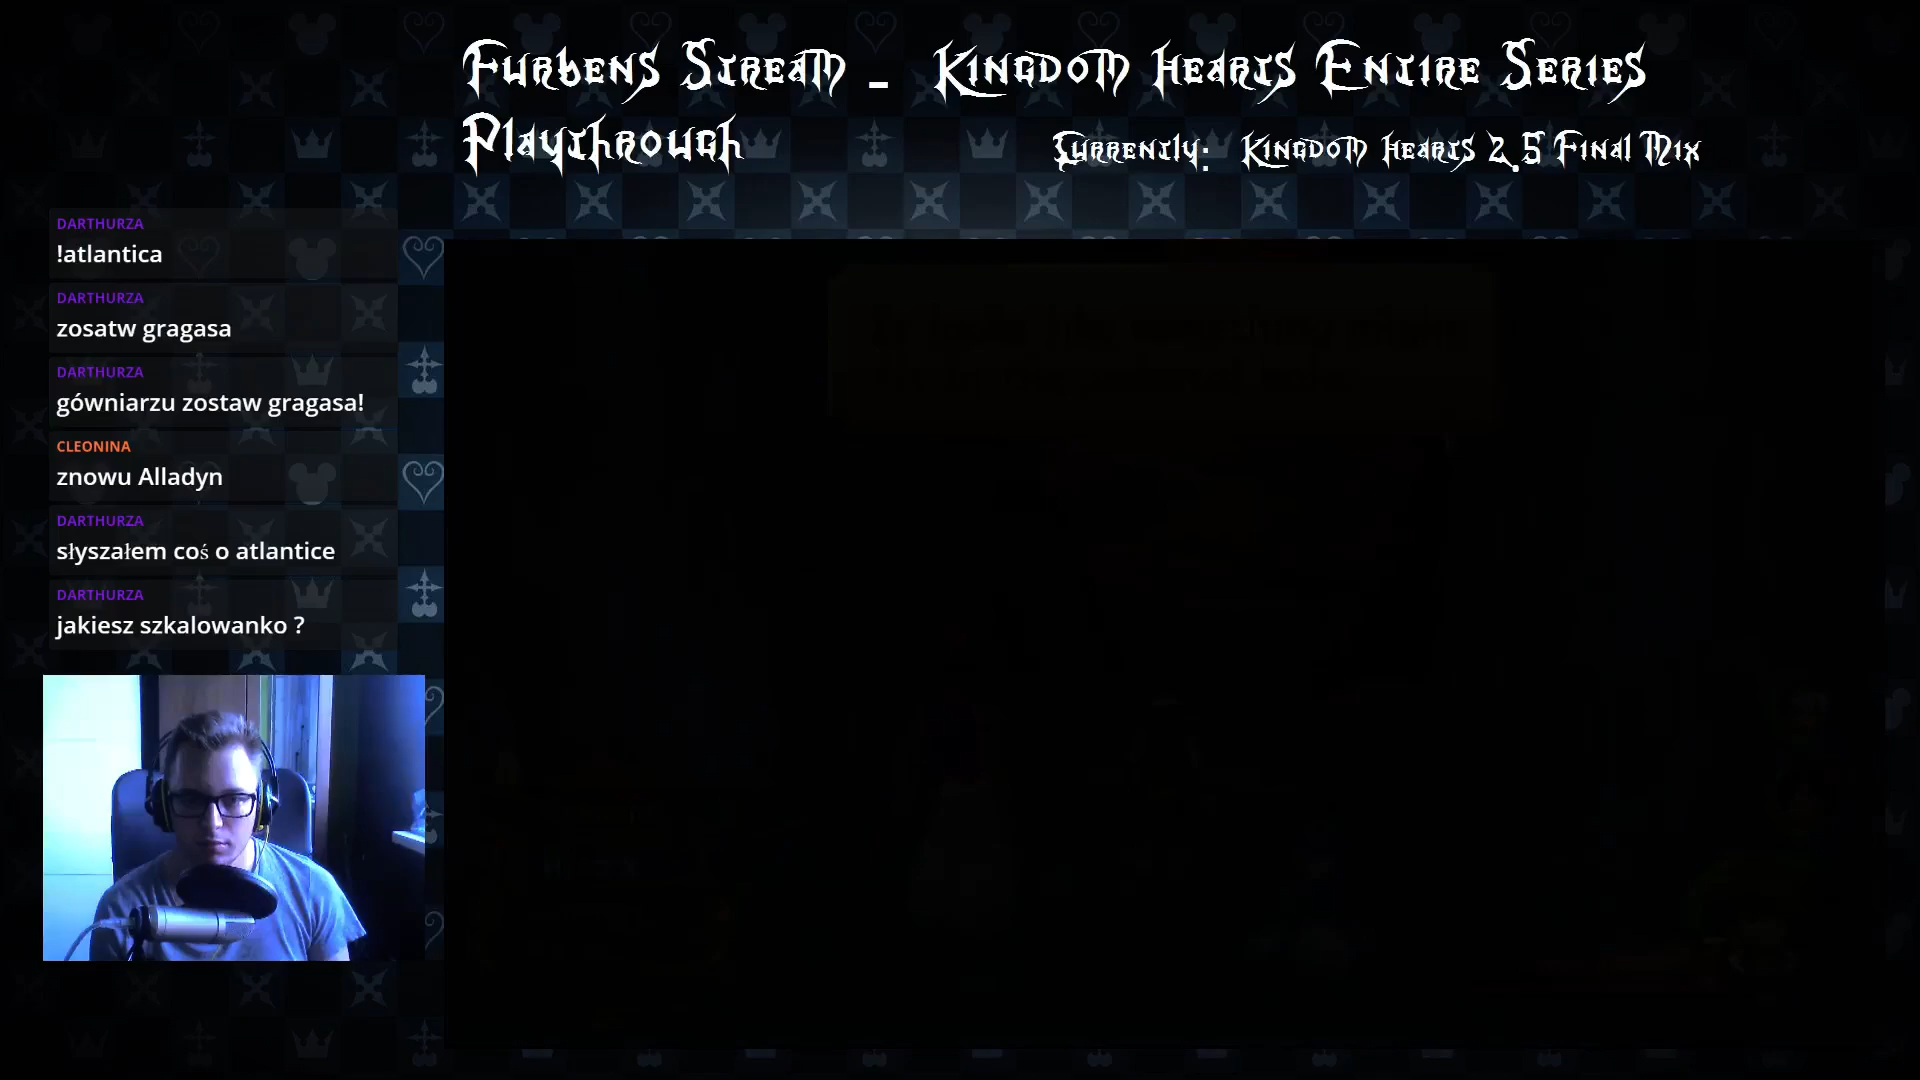 Furbens Stream - Kingdom Hearts Entire Series
Playthrough
Currently: Kingdom Hearts 2.5 Final Mix
DARTHURZA
!atlantica
DARTHURZA
zosatw gragasa
DARTHURZA
gówniarzu zostaw gragasa!
CLEONINA
znowu Alladyn
DARTHURZA
słyszałem coś o atlantice
DARTHURZA
jakiesz szkalowanko ?